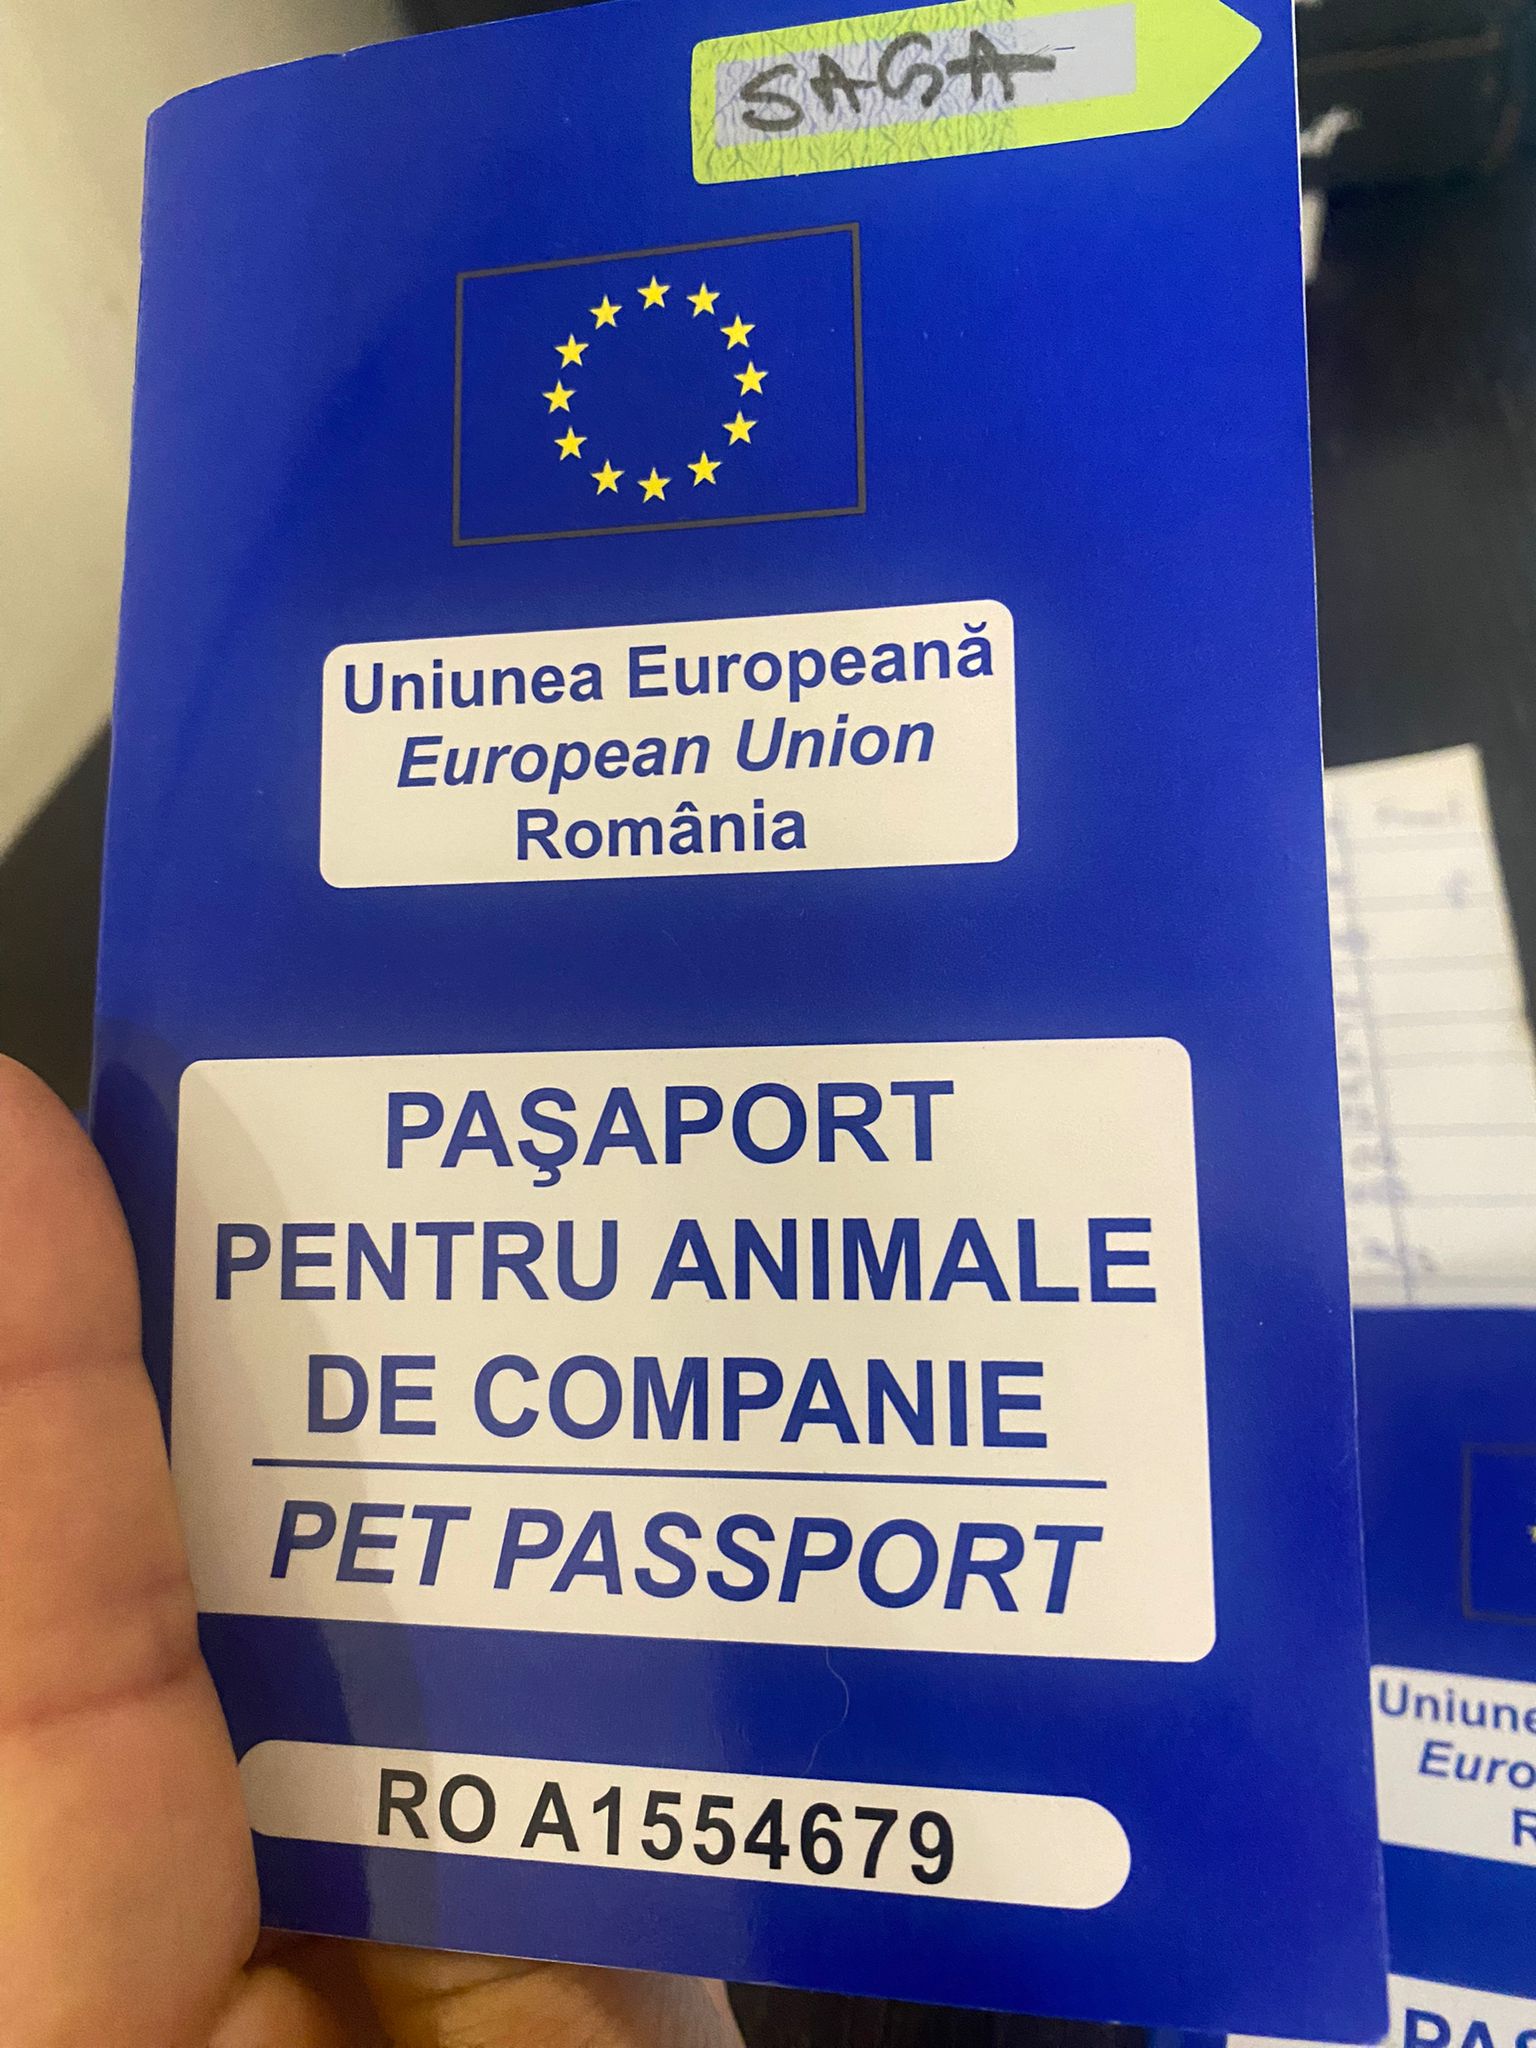 SAGA
Uniunea Europeană
European Union
România
PAŞAPORT
PENTRU ANIMALE
DE COMPANIE
PET PASSPORT
RO A1554679